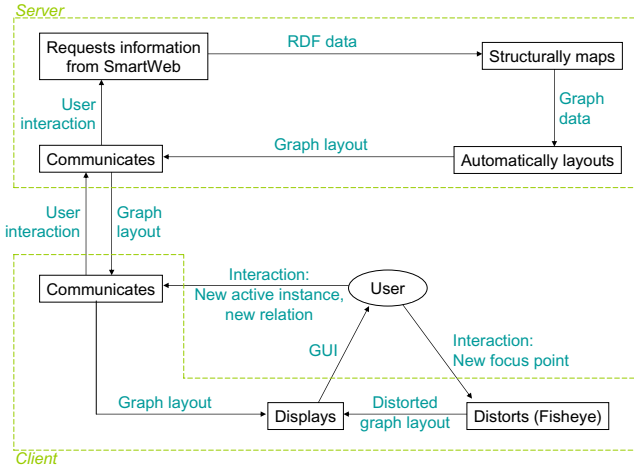 Server
Requests information
from SmartWeb
RDF data
Structurally maps
User
interaction
Graph
data
Communicates
Graph layout
Automatically layouts
User
interaction
Graph
layout
Communicates
Interaction:
New active instance,
new relation
User
GUI
Interaction:
New focus point
Graph layout
Displays
Distorted
graph layout
Distorts (Fisheye)
Client